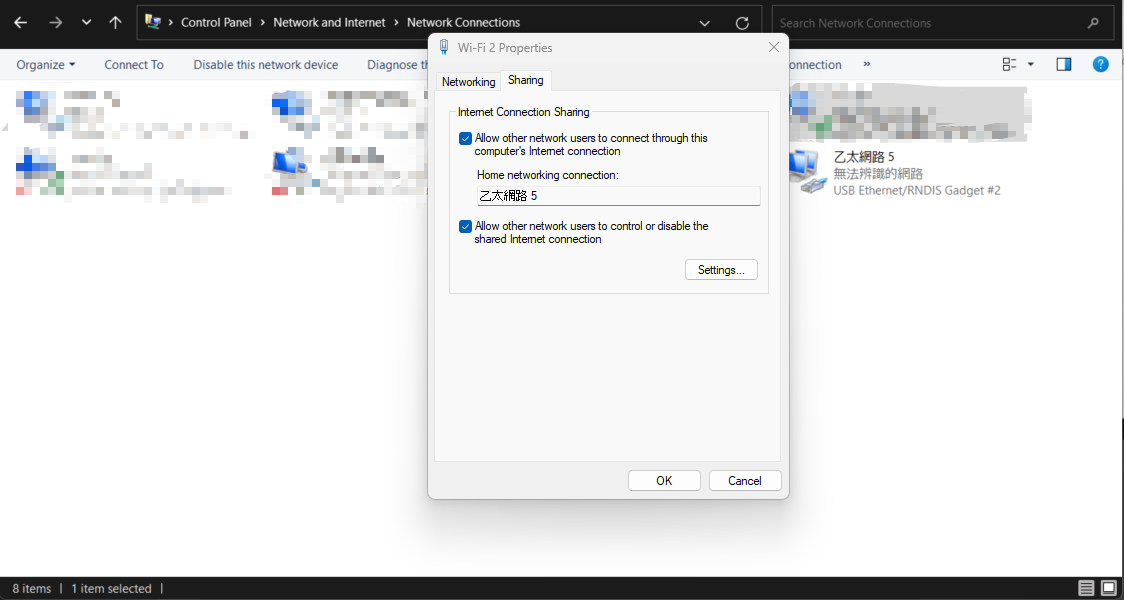 Control Panel > Network and Internet > Network Connections
Search Network Connections
Wi-Fi 2 Properties
Organize
Connect To
Disable this network device
Diagnose
onnection
»
Networking
Sharing
Internet Connection Sharing
Allow other network users to connect through this
computer's Internet connection
Home networking connection:
乙太網路 5
Allow other network users to control or disable the
shared Internet connection
Settings...
OK
Cancel
乙太網路 5
無法辨識的網路
USB Ethernet/RNDIS Gadget #2
8 items
1 item selected